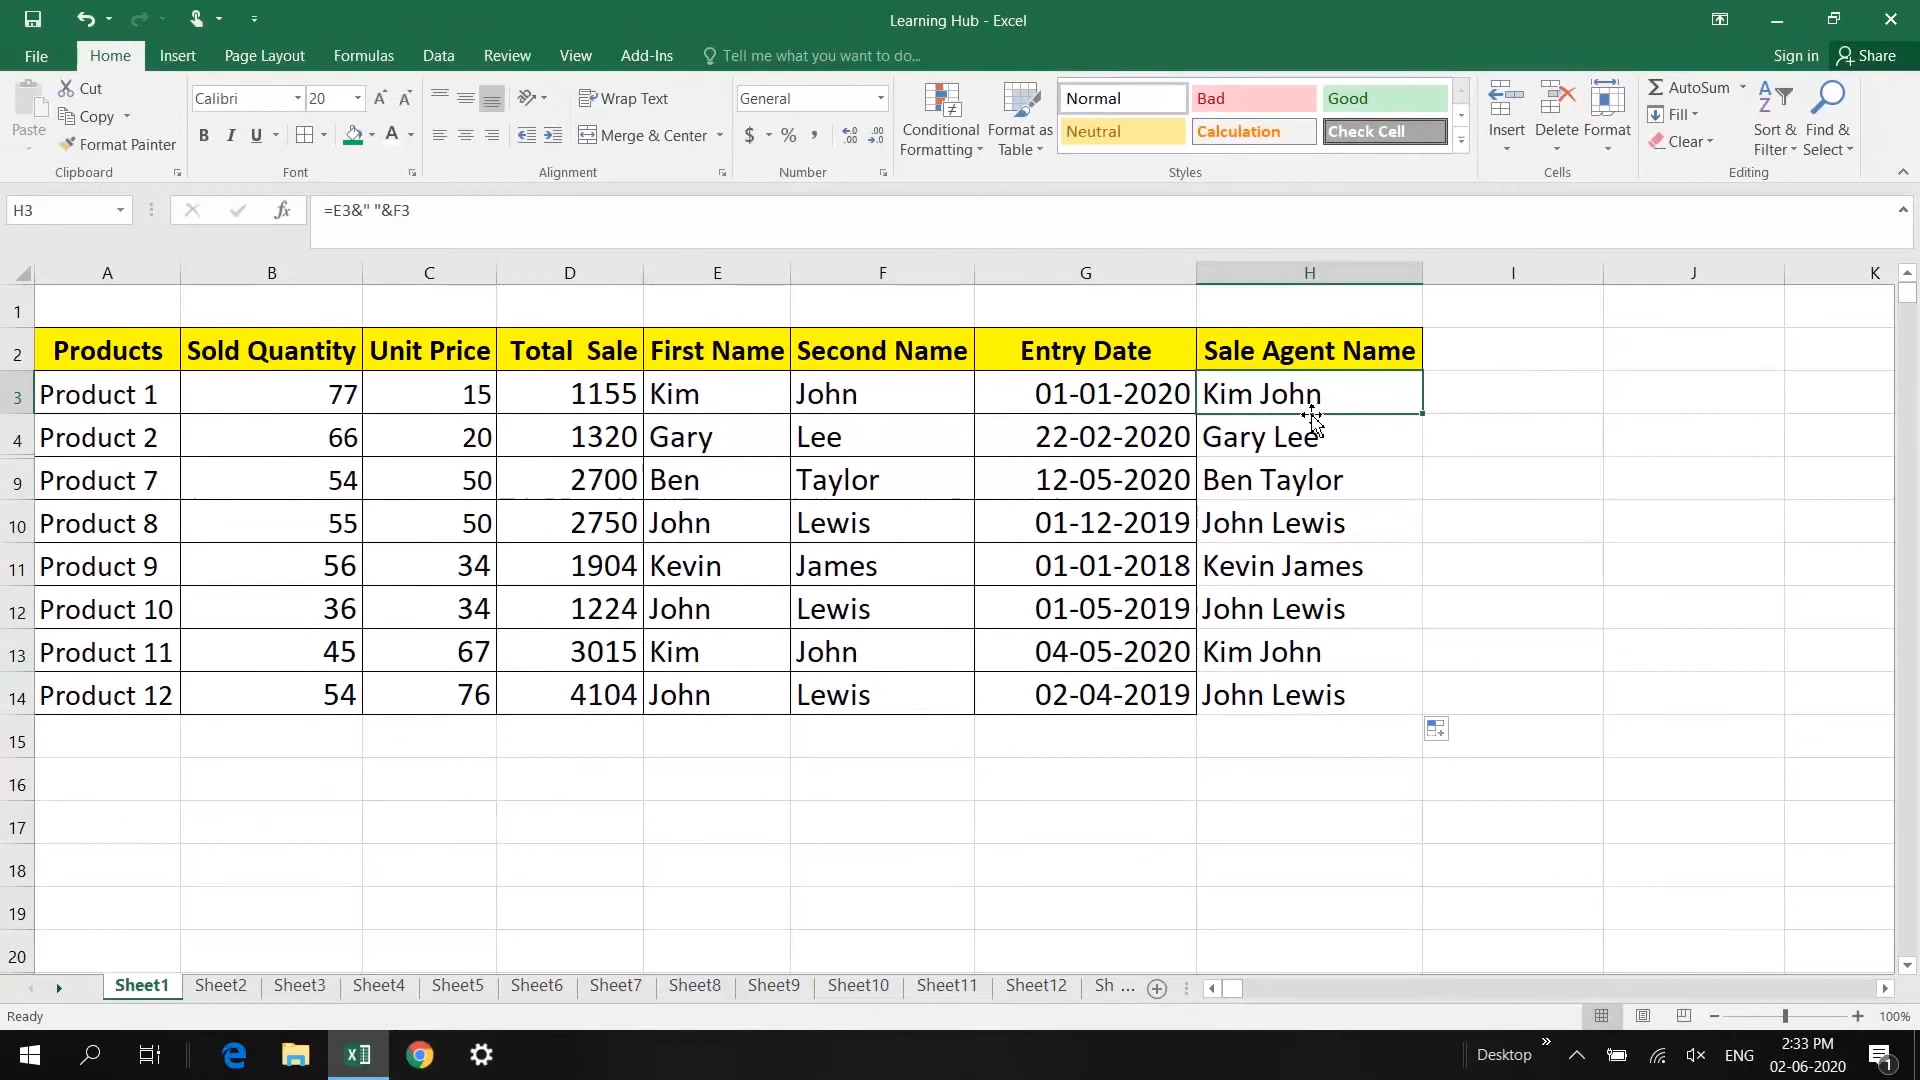 Learning Hub - Excel
File Home Insert Page Layout Formulas Data Review View Add-Ins Tell me what you want to do... Sign in Share
Paste Cut Copy Format Painter Clipboard
Calibri 20 A A B I U A Font
Wrap Text Merge & Center Alignment
General $ % , Number
Conditional Formatting Format as Table
Normal Bad Good
Neutral Calculation Check Cell
Styles
Insert Delete Format Cells
AutoSum Fill Clear Sort & Filter Find & Select Editing
H3 fx =E3&" "&F3
A B C D E F G H I J K
1
2 Products Sold Quantity Unit Price Total Sale First Name Second Name Entry Date Sale Agent Name
3 Product 1 77 15 1155 Kim John 01-01-2020 Kim John
4 Product 2 66 20 1320 Gary Lee 22-02-2020 Gary Lee
9 Product 7 54 50 2700 Ben Taylor 12-05-2020 Ben Taylor
10 Product 8 55 50 2750 John Lewis 01-12-2019 John Lewis
11 Product 9 56 34 1904 Kevin James 01-01-2018 Kevin James
12 Product 10 36 34 1224 John Lewis 01-05-2019 John Lewis
13 Product 11 45 67 3015 Kim John 04-05-2020 Kim John
14 Product 12 54 76 4104 John Lewis 02-04-2019 John Lewis
15
16
17
18
19
20
Sheet1 Sheet2 Sheet3 Sheet4 Sheet5 Sheet6 Sheet7 Sheet8 Sheet9 Sheet10 Sheet11 Sheet12 Sh ...
Ready 100%
Desktop ENG 2:33 PM
02-06-2020 1